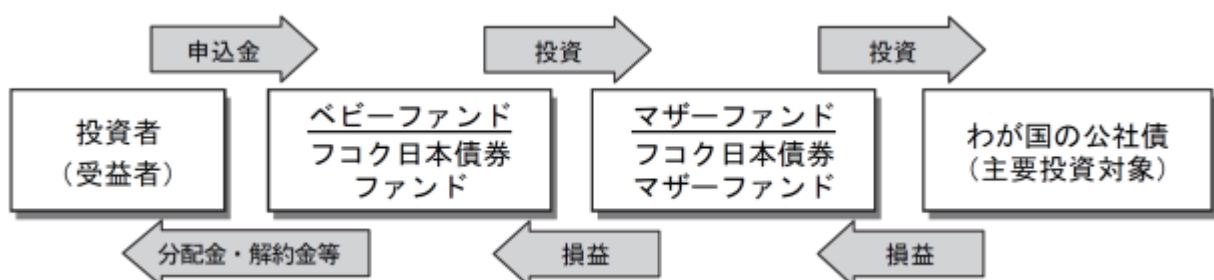 申込金
投資
投資
投資者
（受益者）
ベビーファンド
フコク日本債券
ファンド
マザーファンド
フコク日本債券
マザーファンド
わが国の公社債
（主要投資対象）
分配金・解約金等
損益
損益